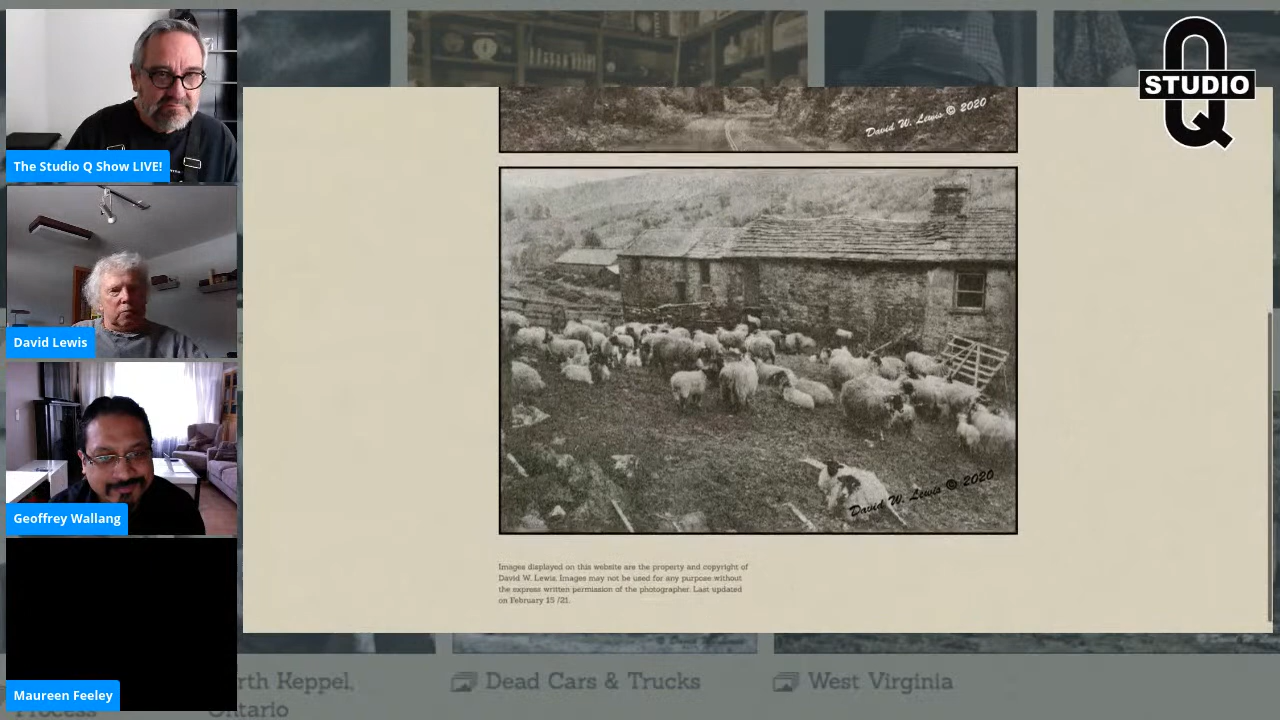 The Studio Q Show LIVE!
David Lewis
Geoffrey Wallang
Maureen Feeley
Q
STUDIO
David W. Lewis © 2020
David W. Lewis © 2020
Images displayed on this website are the property and copyright of
David W. Lewis. Images may not be used for any purpose without
the express written permission of the photographer. Last updated
on February 15 /21.
rth Keppel,
Ontario
Process
Dead Cars & Trucks
West Virginia